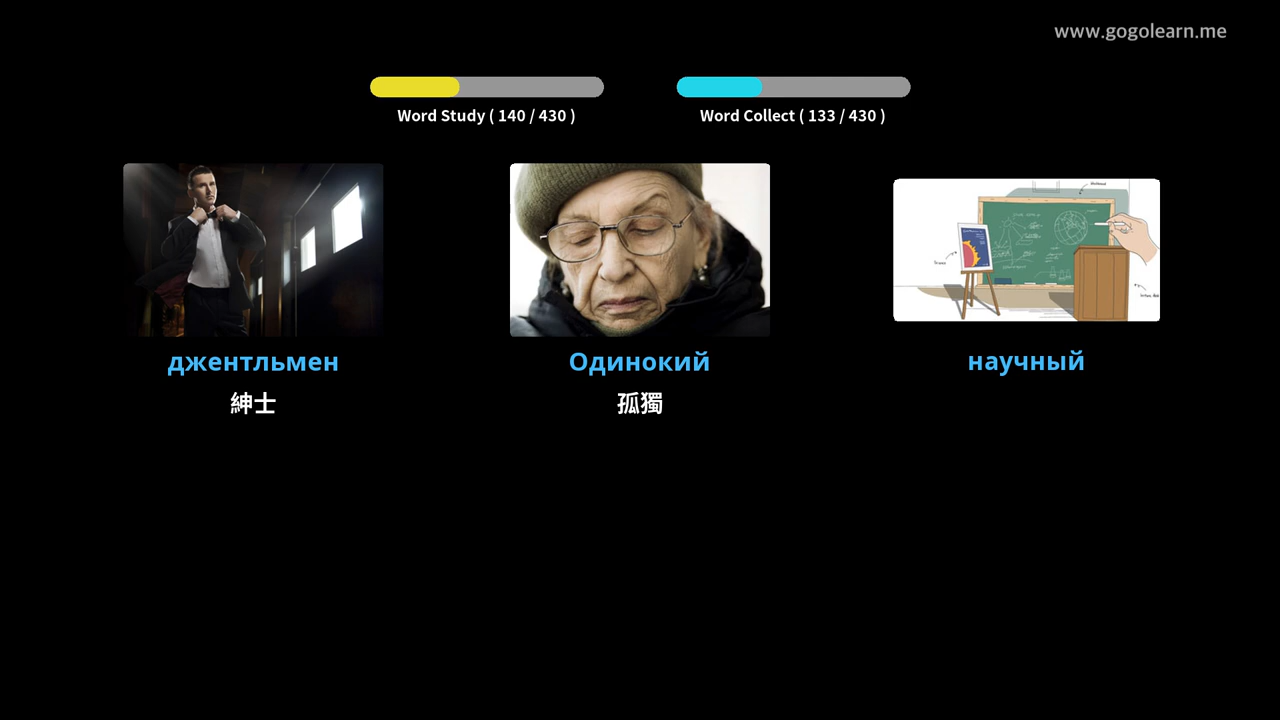 www.gogolearn.me
Word Study ( 140 / 430 )
Word Collect ( 133 / 430 )
джентльмен
Одинокий
научный
紳士
孤獨